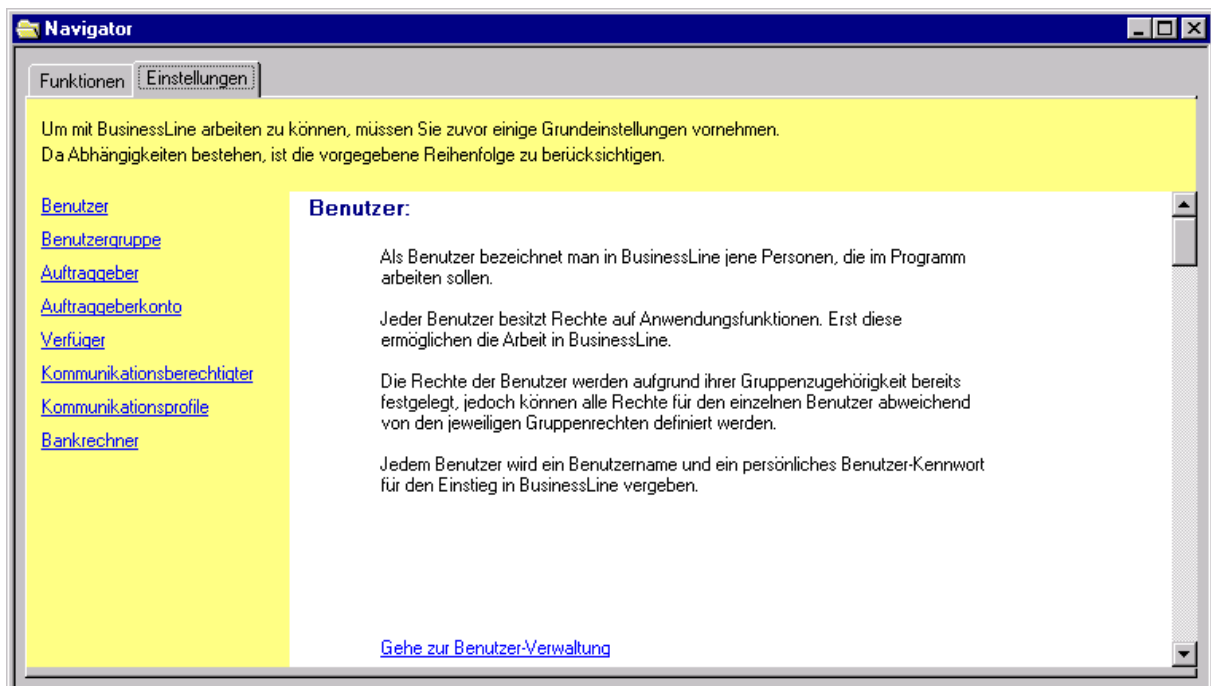 Navigator
Funktionen Einstellungen
Um mit BusinessLine arbeiten zu können, müssen Sie zuvor einige Grundeinstellungen vornehmen.
Da Abhängigkeiten bestehen, ist die vorgegebene Reihenfolge zu berücksichtigen.
Benutzer
Benutzergruppe
Auftraggeber
Auftraggeberkonto
Verfüger
Kommunikationsberechtigter
Kommunikationsprofile
Bankrechner
Benutzer:
Als Benutzer bezeichnet man in BusinessLine jene Personen, die im Programm
arbeiten sollen.
Jeder Benutzer besitzt Rechte auf Anwendungsfunktionen. Erst diese
ermöglichen die Arbeit in BusinessLine.
Die Rechte der Benutzer werden aufgrund ihrer Gruppenzugehörigkeit bereits
festgelegt, jedoch können alle Rechte für den einzelnen Benutzer abweichend
von den jeweiligen Gruppenrechten definiert werden.
Jedem Benutzer wird ein Benutzername und ein persönliches Benutzer-Kennwort
für den Einstieg in BusinessLine vergeben.
Gehe zur Benutzer-Verwaltung